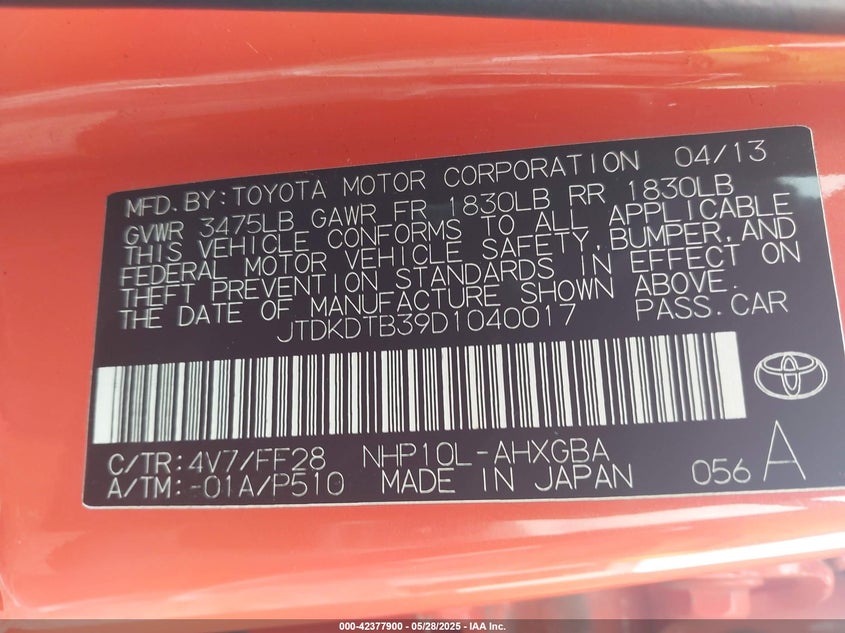 MFD. BY: TOYOTA MOTOR CORPORATION 04/13
GVWR 3475LB GAWR FR 1830LB RR 1830LB
THIS VEHICLE CONFORMS TO ALL APPLICABLE
FEDERAL MOTOR VEHICLE SAFETY, BUMPER, AND
THEFT PREVENTION STANDARDS IN EFFECT ON
THE DATE OF MANUFACTURE SHOWN ABOVE.
JTDKDTB39D1040017 PASS.CAR
C/TR: 4V7/FF28 NHP10L-AHXGBA
A/TM: -01A/P510 MADE IN JAPAN 056 A
000-42377900 - 05/28/2025 - IAA Inc.